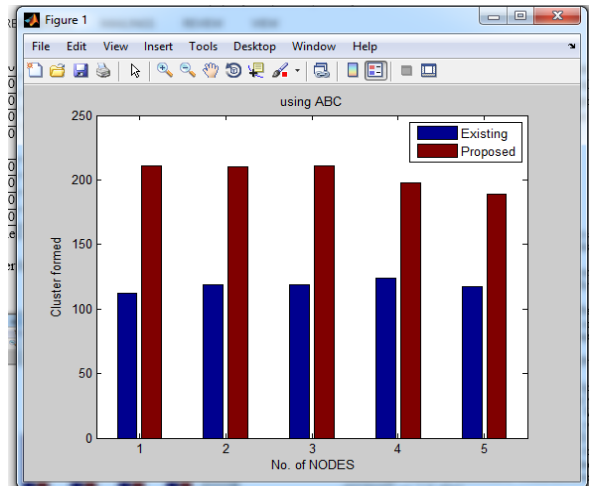 Figure 1
File Edit View Insert Tools Desktop Window Help
using ABC
Existing
Proposed
250
200
150
100
50
0
Cluster formed
1 2 3 4 5
No. of NODES